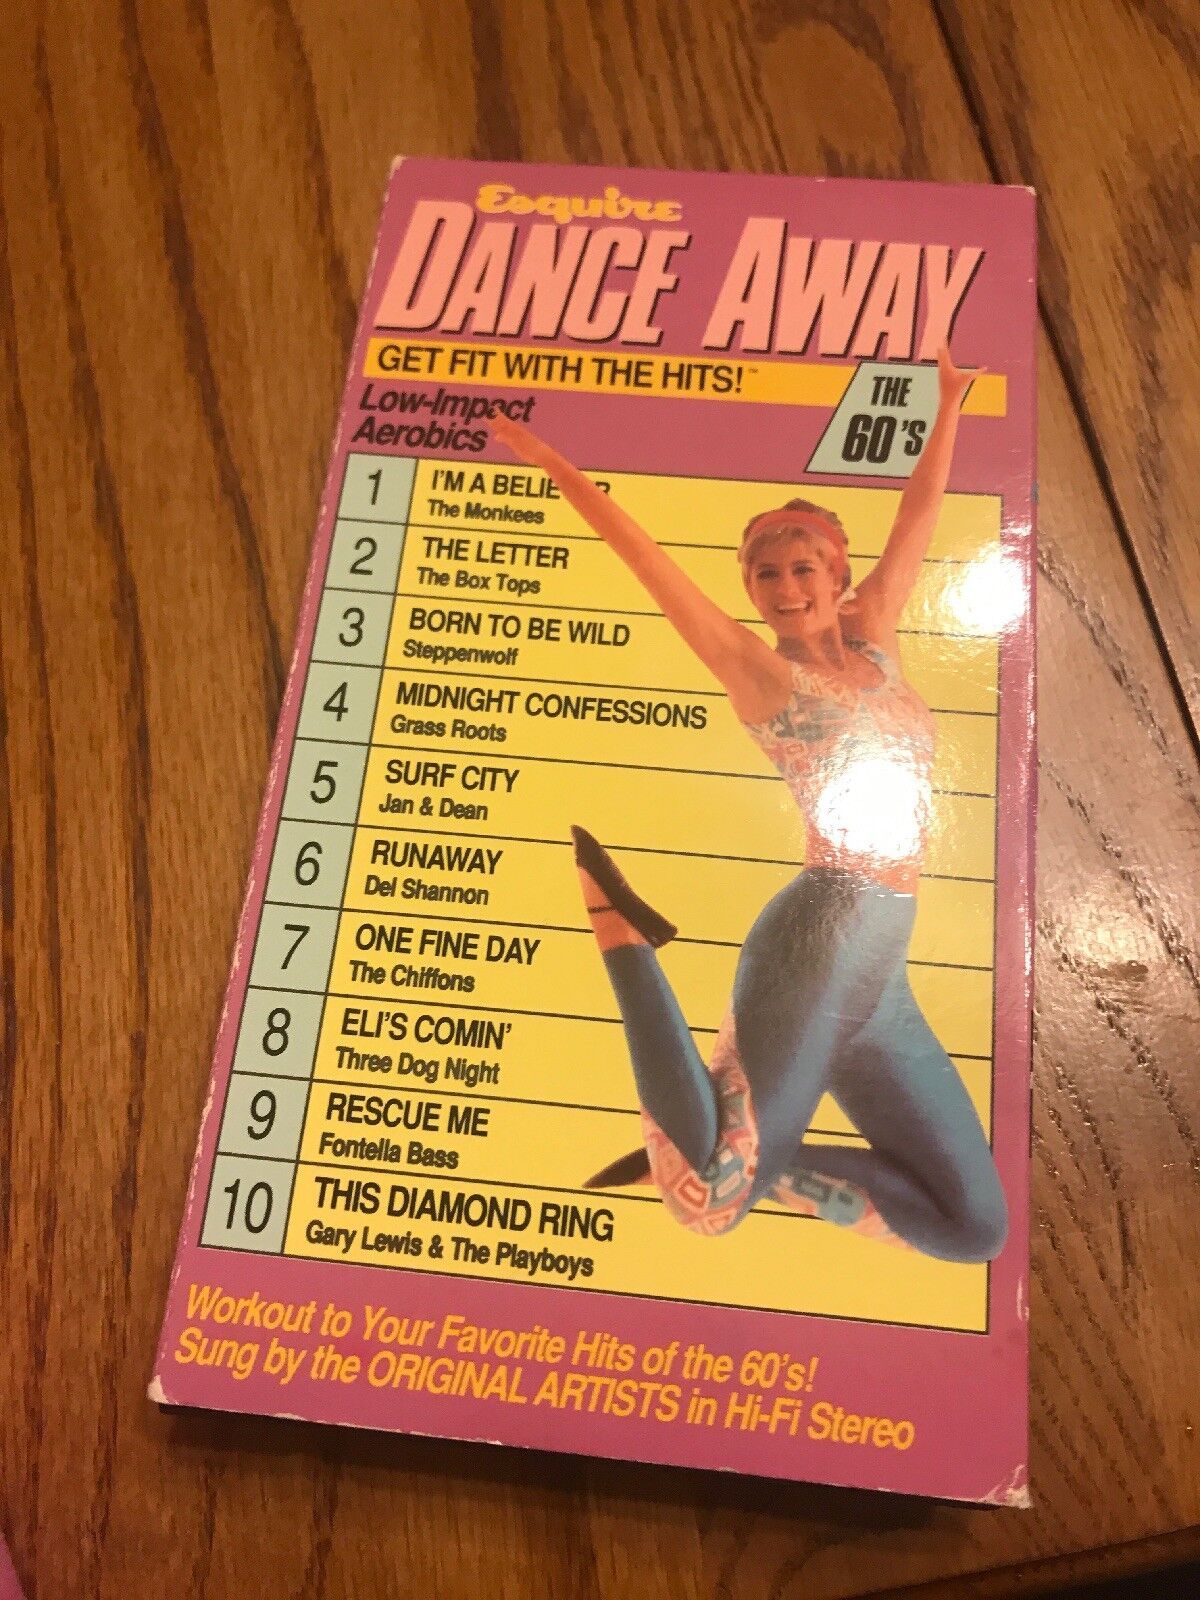 Esquire
DANCE AWAY
GET FIT WITH THE HITS!™
THE
60'S
Low-Impact
Aerobics
1 I'M A BELIE R
The Monkees
2 THE LETTER
The Box Tops
3 BORN TO BE WILD
Steppenwolf
4 MIDNIGHT CONFESSIONS
Grass Roots
5 SURF CITY
Jan & Dean
6 RUNAWAY
Del Shannon
7 ONE FINE DAY
The Chiffons
8 ELI'S COMIN'
Three Dog Night
9 RESCUE ME
Fontella Bass
10 THIS DIAMOND RING
Gary Lewis & The Playboys
Workout to Your Favorite Hits of the 60's!
Sung by the ORIGINAL ARTISTS in Hi-Fi Stereo